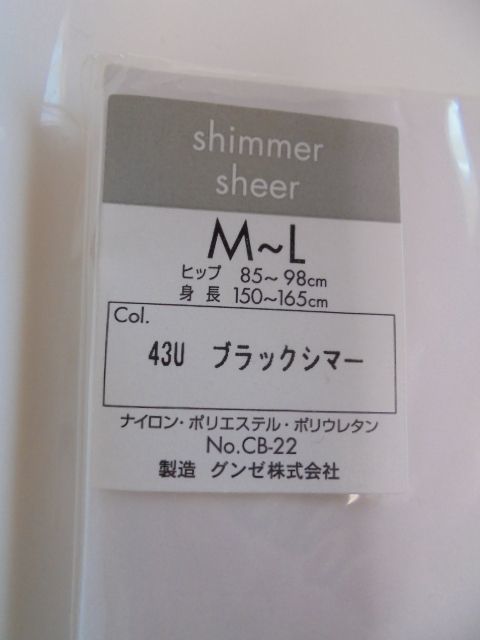 shimmer
sheer
M~L
ヒップ 85~98cm
身長 150~165cm
Col.
43U ブラックシマー
ナイロン・ポリエステル・ポリウレタン
No.CB-22
製造 グンゼ株式会社